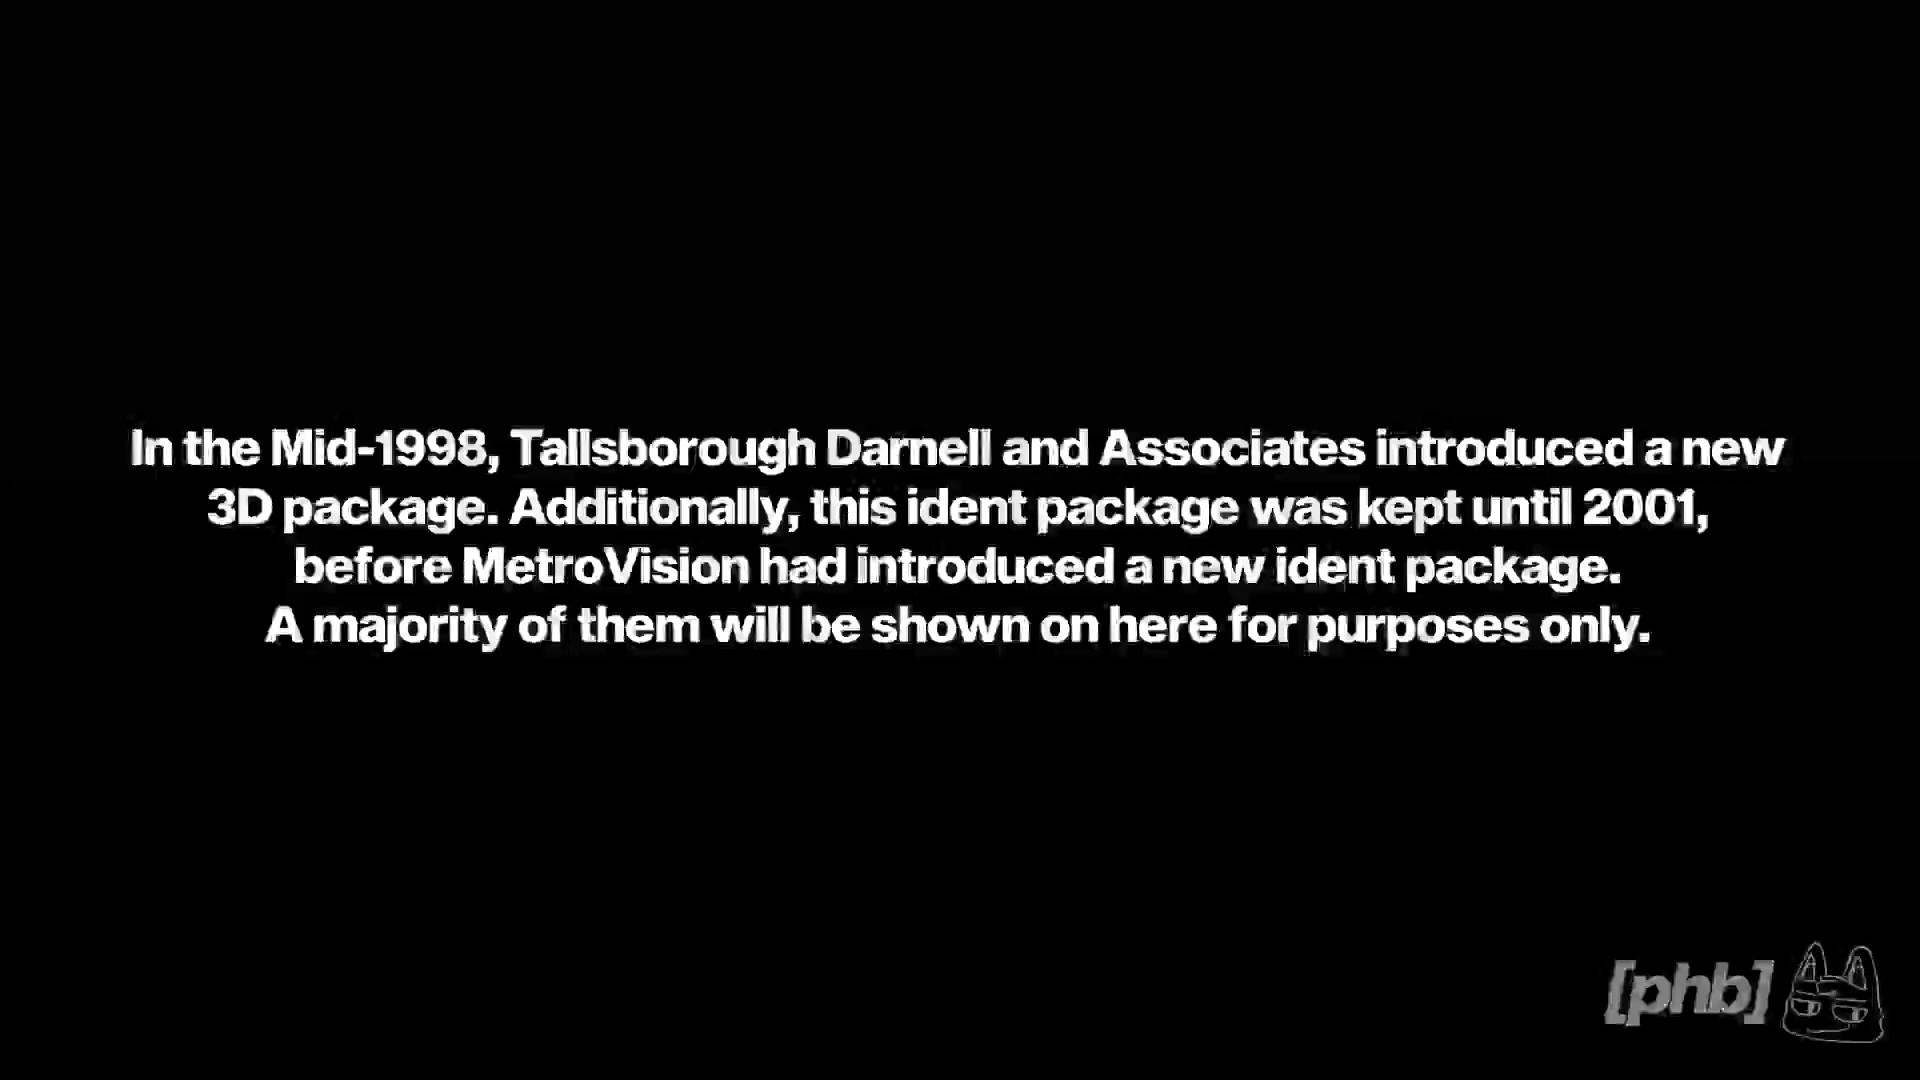 In the Mid-1998, Tallsborough Darnell and Associates introduced a new
3D package. Additionally, this ident package was kept until 2001,
before MetroVision had introduced a new ident package.
A majority of them will be shown on here for purposes only.
[phb]